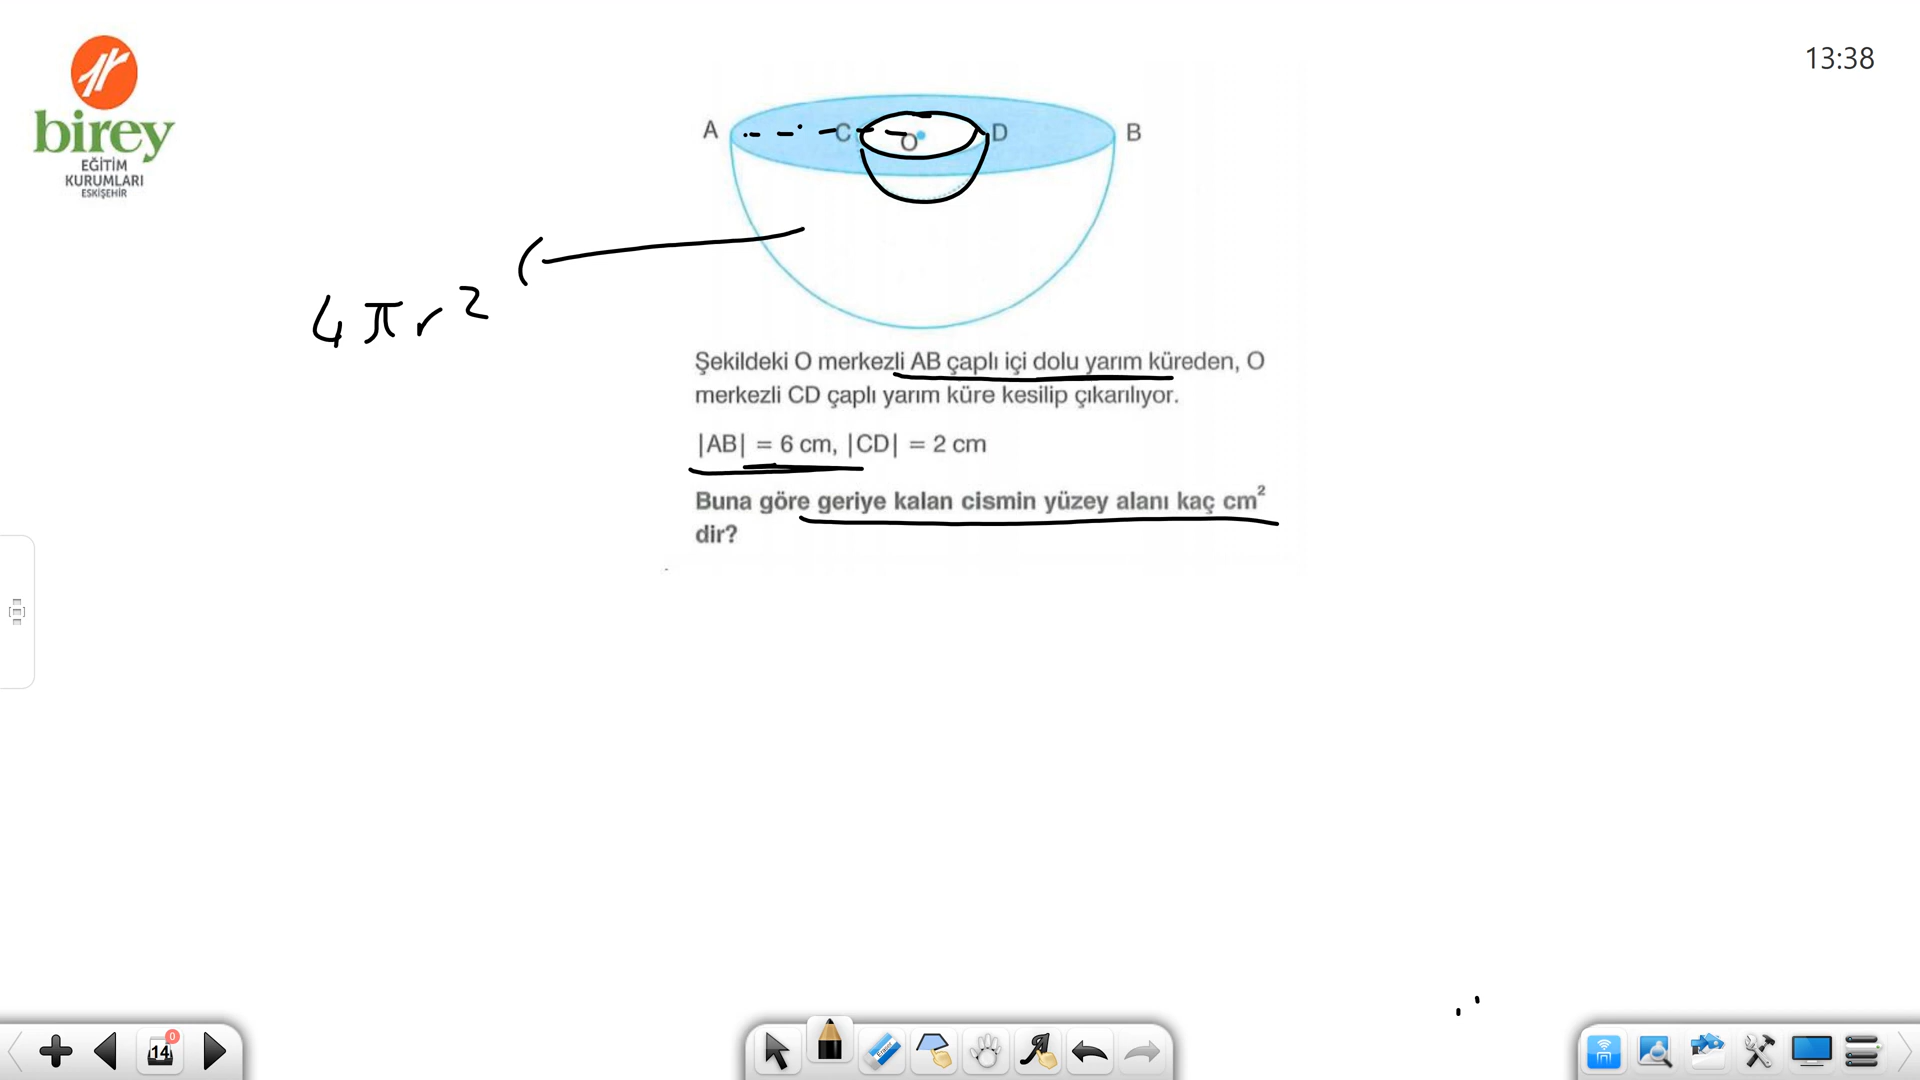 birey
EĞİTİM
KURUMLARI
ESKİŞEHİR
13:38
A
C
O
D
B
4πr²
Şekildeki O merkezli AB çaplı içi dolu yarım küreden, O
merkezli CD çaplı yarım küre kesilip çıkarılıyor.
|AB| = 6 cm, |CD| = 2 cm
Buna göre geriye kalan cismin yüzey alanı kaç cm²
dir?
14
0
Eraser